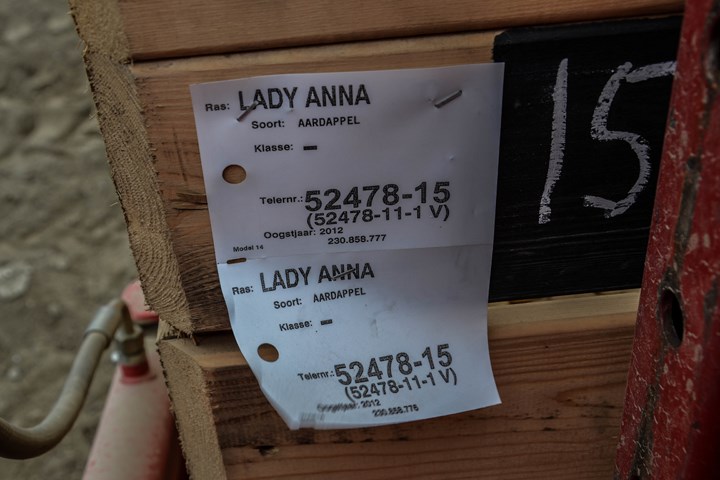 Ras: LADY ANNA
Soort: AARDAPPEL
Klasse: -
Telernr.: 52478-15
(52478-11-1 V)
Oogstjaar: 2012
230.858.777
Model 14
Ras: LADY ANNA
Soort: AARDAPPEL
Klasse: -
Telernr.: 52478-15
(52478-11-1 V)
Oogstjaar: 2012
230.858.776
15